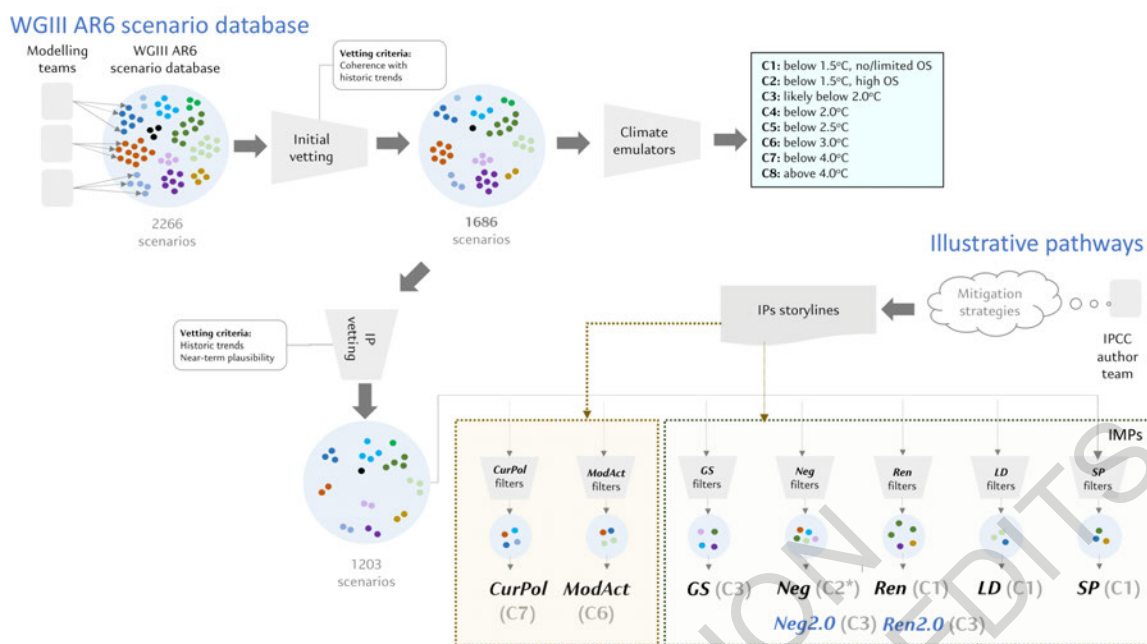 WGIII AR6 scenario database
Modelling
teams
WGIII AR6
scenario database
Vetting criteria:
Coherence with
historic trends
Initial
vetting
Climate
emulators
C1: below 1.5°C, no/limited OS
C2: below 1.5°C, high OS
C3: likely below 2.0°C
C4: below 2.0°C
C5: below 2.5°C
C6: below 3.0°C
C7: below 4.0°C
C8: above 4.0°C
2266
scenarios
1686
scenarios
Illustrative pathways
Mitigation
strategies
IPs storylines
IPCC
author
team
Vetting criteria:
Historic trends
Near-term plausibility
IP
vetting
1203
scenarios
IMPs
CurPol
filters
ModAct
filters
GS
filters
Neg
filters
Ren
filters
LD
filters
SP
filters
CurPol
(C7)
ModAct
(C6)
GS (C3)
Neg (C2*)
Ren (C1)
LD (C1)
SP (C1)
Neg2.0 (C3)
Ren2.0 (C3)
EDITS